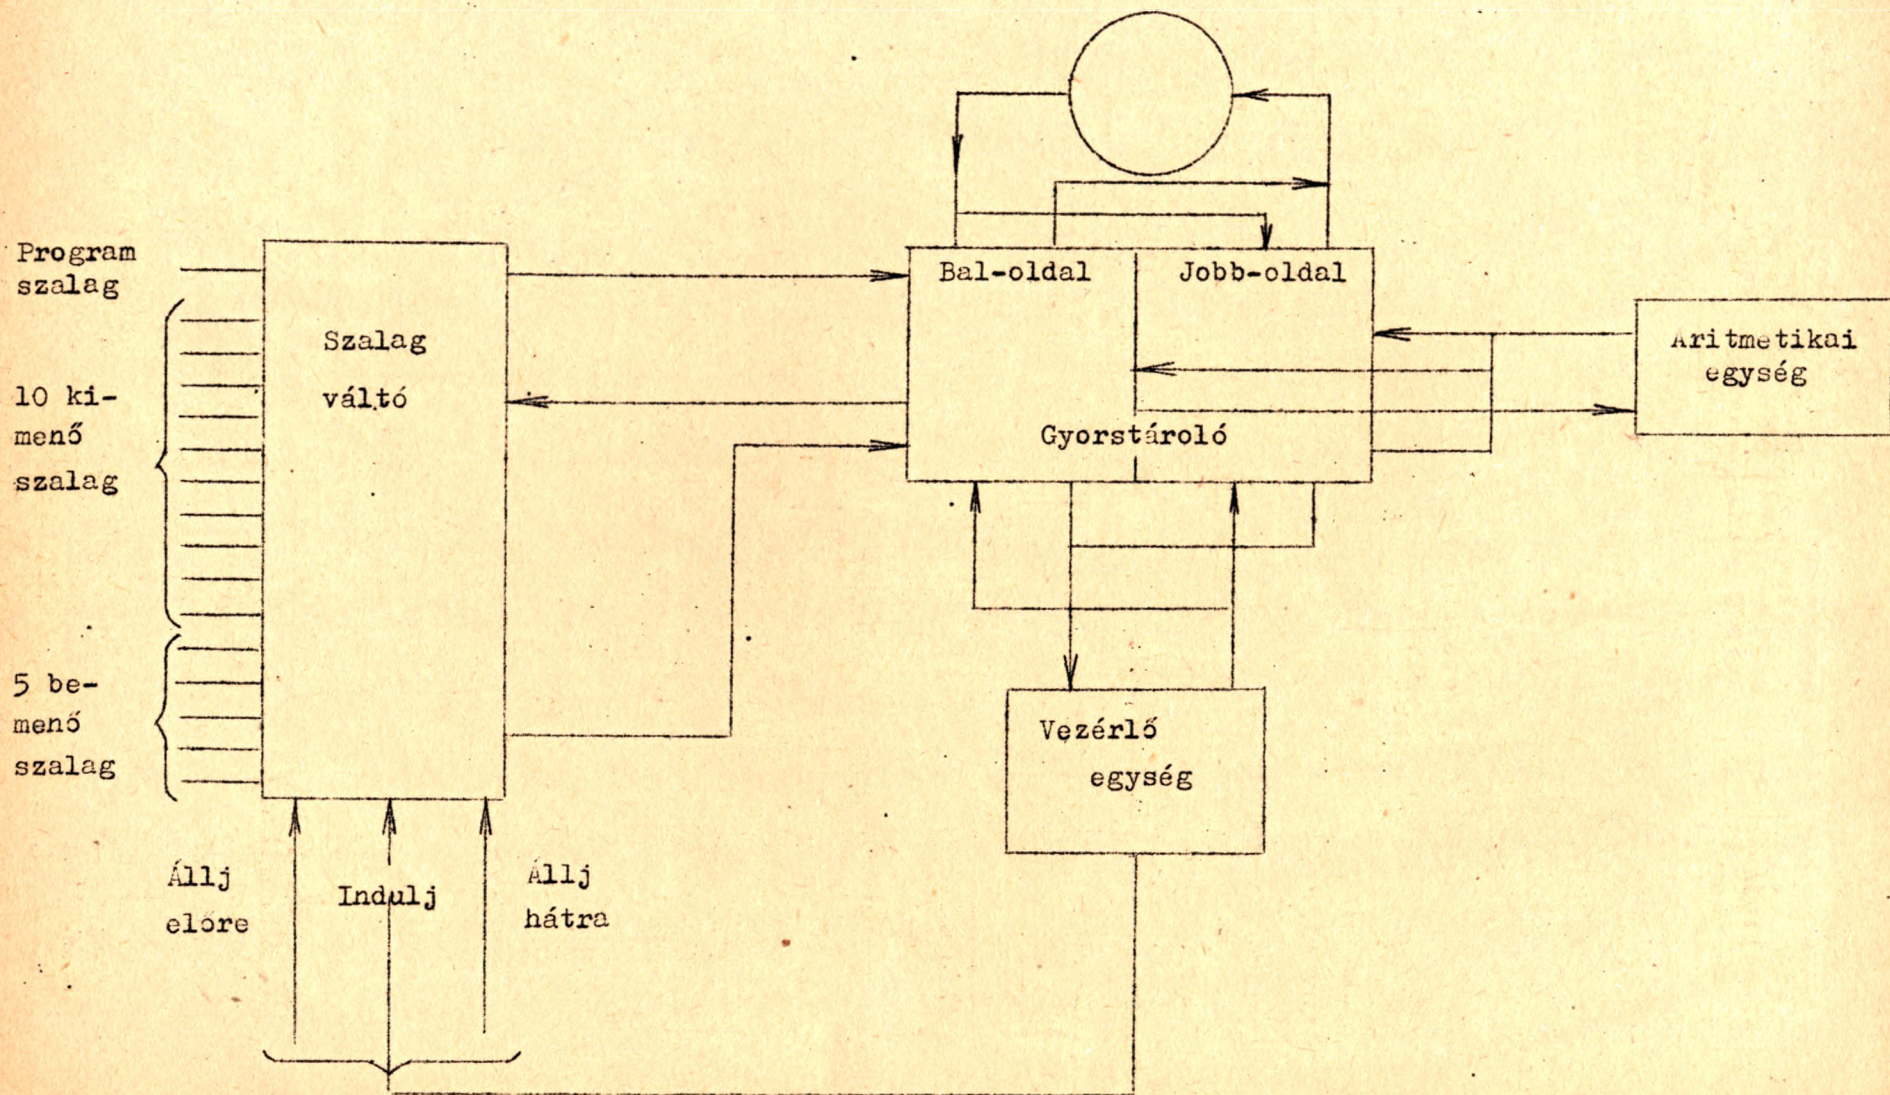 Program
szalag
10 ki-
menő
szalag
5 be-
menő
szalag
Szalag
váltó
Állj
előre
Indulj
Állj
hátra
Bal-oldal
Jobb-oldal
Gyorstároló
Vezérlő
egység
Aritmetikai
egység